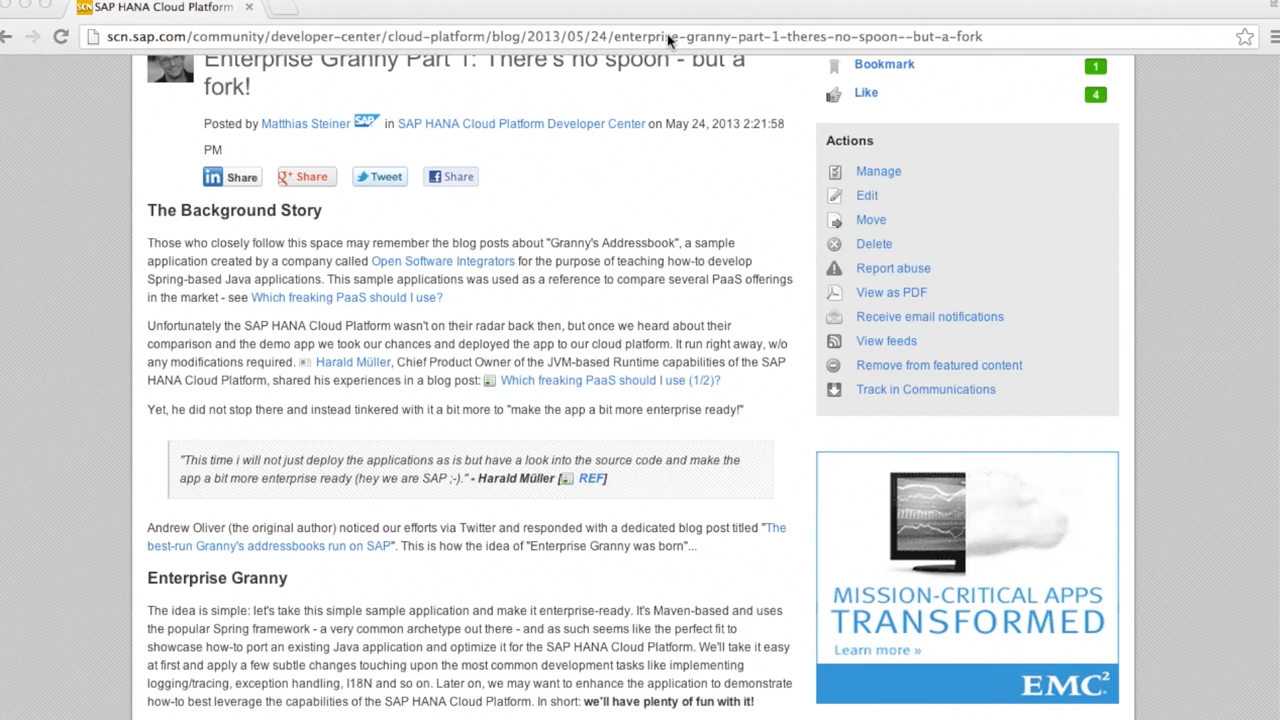 SCN SAP HANA Cloud Platform
scn.sap.com/community/developer-center/cloud-platform/blog/2013/05/24/enterprise-granny-part-1-theres-no-spoon--but-a-fork
Enterprise Granny Part 1: There's no spoon - but a
fork!
Posted by Matthias Steiner SAP in SAP HANA Cloud Platform Developer Center on May 24, 2013 2:21:58
PM
in Share
g+ Share
Tweet
f Share
The Background Story
Those who closely follow this space may remember the blog posts about "Granny's Addressbook", a sample
application created by a company called Open Software Integrators for the purpose of teaching how-to develop
Spring-based Java applications. This sample applications was used as a reference to compare several PaaS offerings
in the market - see Which freaking PaaS should I use?
Unfortunately the SAP HANA Cloud Platform wasn't on their radar back then, but once we heard about their
comparison and the demo app we took our chances and deployed the app to our cloud platform. It run right away, w/o
any modifications required. Harald Müller, Chief Product Owner of the JVM-based Runtime capabilities of the SAP
HANA Cloud Platform, shared his experiences in a blog post: Which freaking PaaS should I use (1/2)?
Yet, he did not stop there and instead tinkered with it a bit more to "make the app a bit more enterprise ready!"
"This time i will not just deploy the applications as is but have a look into the source code and make the
app a bit more enterprise ready (hey we are SAP ;-)." - Harald Müller [ REF]
Andrew Oliver (the original author) noticed our efforts via Twitter and responded with a dedicated blog post titled "The
best-run Granny's addressbooks run on SAP". This is how the idea of "Enterprise Granny was born"...
Enterprise Granny
The idea is simple: let's take this simple sample application and make it enterprise-ready. It's Maven-based and uses
the popular Spring framework - a very common archetype out there - and as such seems like the perfect fit to
showcase how-to port an existing Java application and optimize it for the SAP HANA Cloud Platform. We'll take it easy
at first and apply a few subtle changes touching upon the most common development tasks like implementing
logging/tracing, exception handling, I18N and so on. Later on, we may want to enhance the application to demonstrate
how-to best leverage the capabilities of the SAP HANA Cloud Platform. In short: we'll have plenty of fun with it!
Bookmark 1
Like 4
Actions
Manage
Edit
Move
Delete
Report abuse
View as PDF
Receive email notifications
View feeds
Remove from featured content
Track in Communications
MISSION-CRITICAL APPS
TRANSFORMED
Learn more »
EMC²